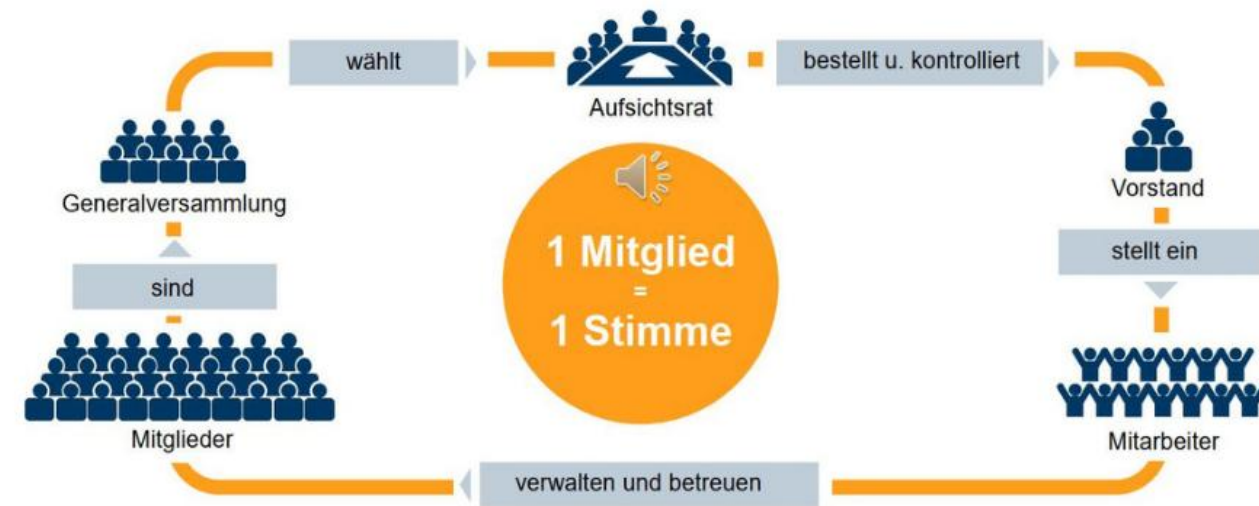 wählt
Aufsichtsrat
bestellt u. kontrolliert
Generalversammlung
Vorstand
sind
1 Mitglied
=
1 Stimme
stellt ein
Mitglieder
Mitarbeiter
verwalten und betreuen